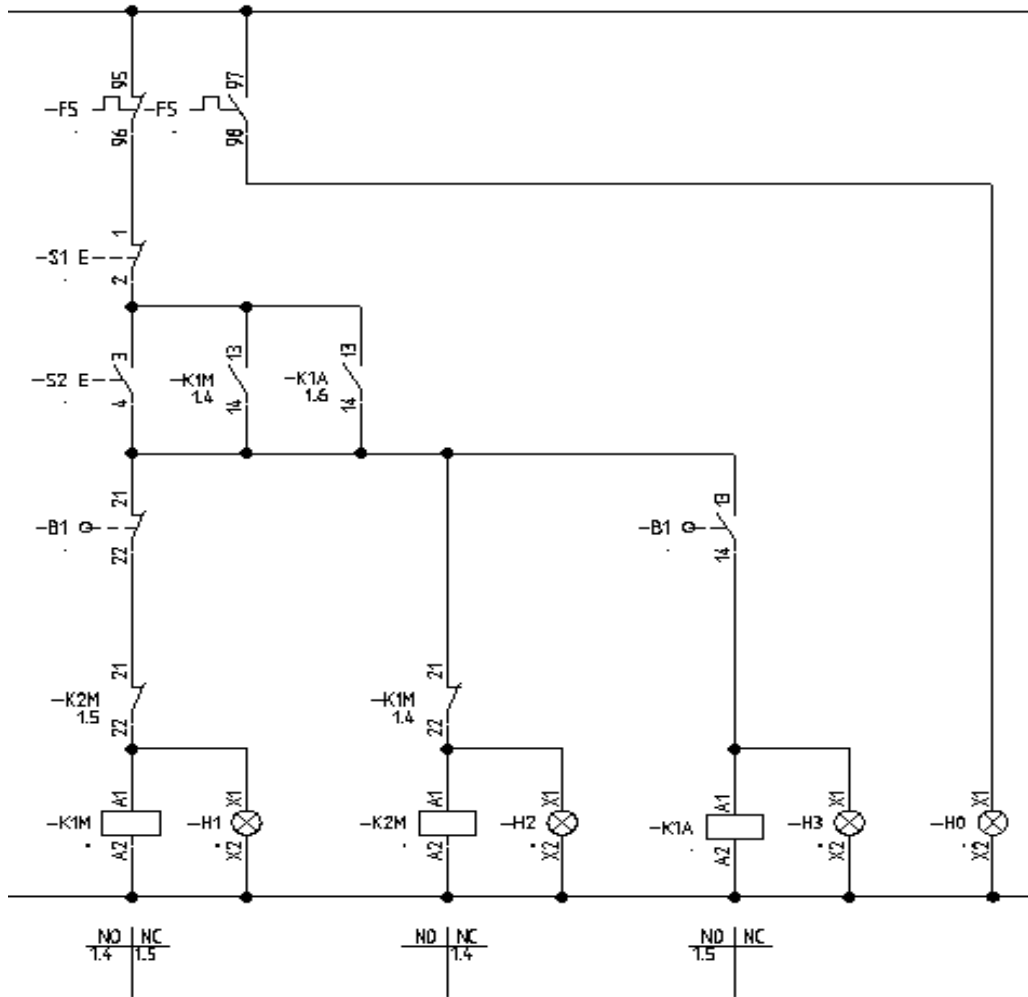 95
97
-F5
-F5
96
98
1
-S1 E
2
3
13
13
-S2 E
-K1M
1.4
-K1A
1.6
4
14
14
21
13
-B1
-B1
22
14
21
21
-K2M
1.5
-K1M
1.4
22
22
A1
X1
A1
X1
A1
X1
X1
-K1M
-H1
-K2M
-H2
-K1A
-H3
-H0
A2
X2
A2
X2
A2
X2
X2
NO NC
1.4 1.5
NO NC
1.4
NO NC
1.5